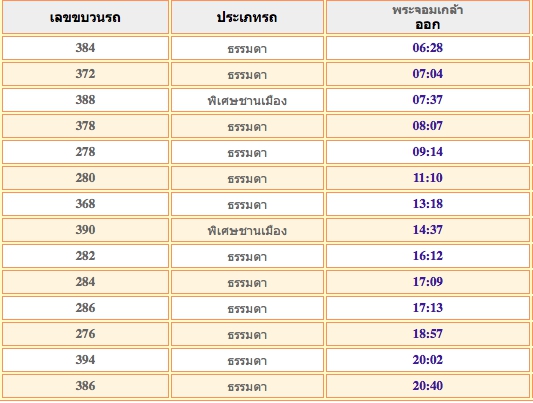 เลขขบวนรถ ประเภทรถ พระจอมเกล้า
ออก
384 ธรรมดา 06:28
372 ธรรมดา 07:04
388 พิเศษชานเมือง 07:37
378 ธรรมดา 08:07
278 ธรรมดา 09:14
280 ธรรมดา 11:10
368 ธรรมดา 13:18
390 พิเศษชานเมือง 14:37
282 ธรรมดา 16:12
284 ธรรมดา 17:09
286 ธรรมดา 17:13
276 ธรรมดา 18:57
394 ธรรมดา 20:02
386 ธรรมดา 20:40